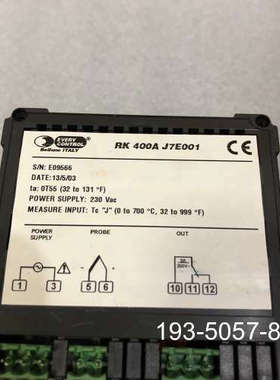 EVERY
CONTROL
Belluno ITALY
RK 400A J7E001
CE
S/N: E09566
DATE:13/5/03
ta: 0T55 (32 to 131 °F)
POWER SUPPLY: 230 Vac
MEASURE INPUT: Tc "J" (0 to 700 °C, 32 to 999 °F)
POWER SUPPLY
PROBE
1 3 5 6 10 11 12
193-5057-8